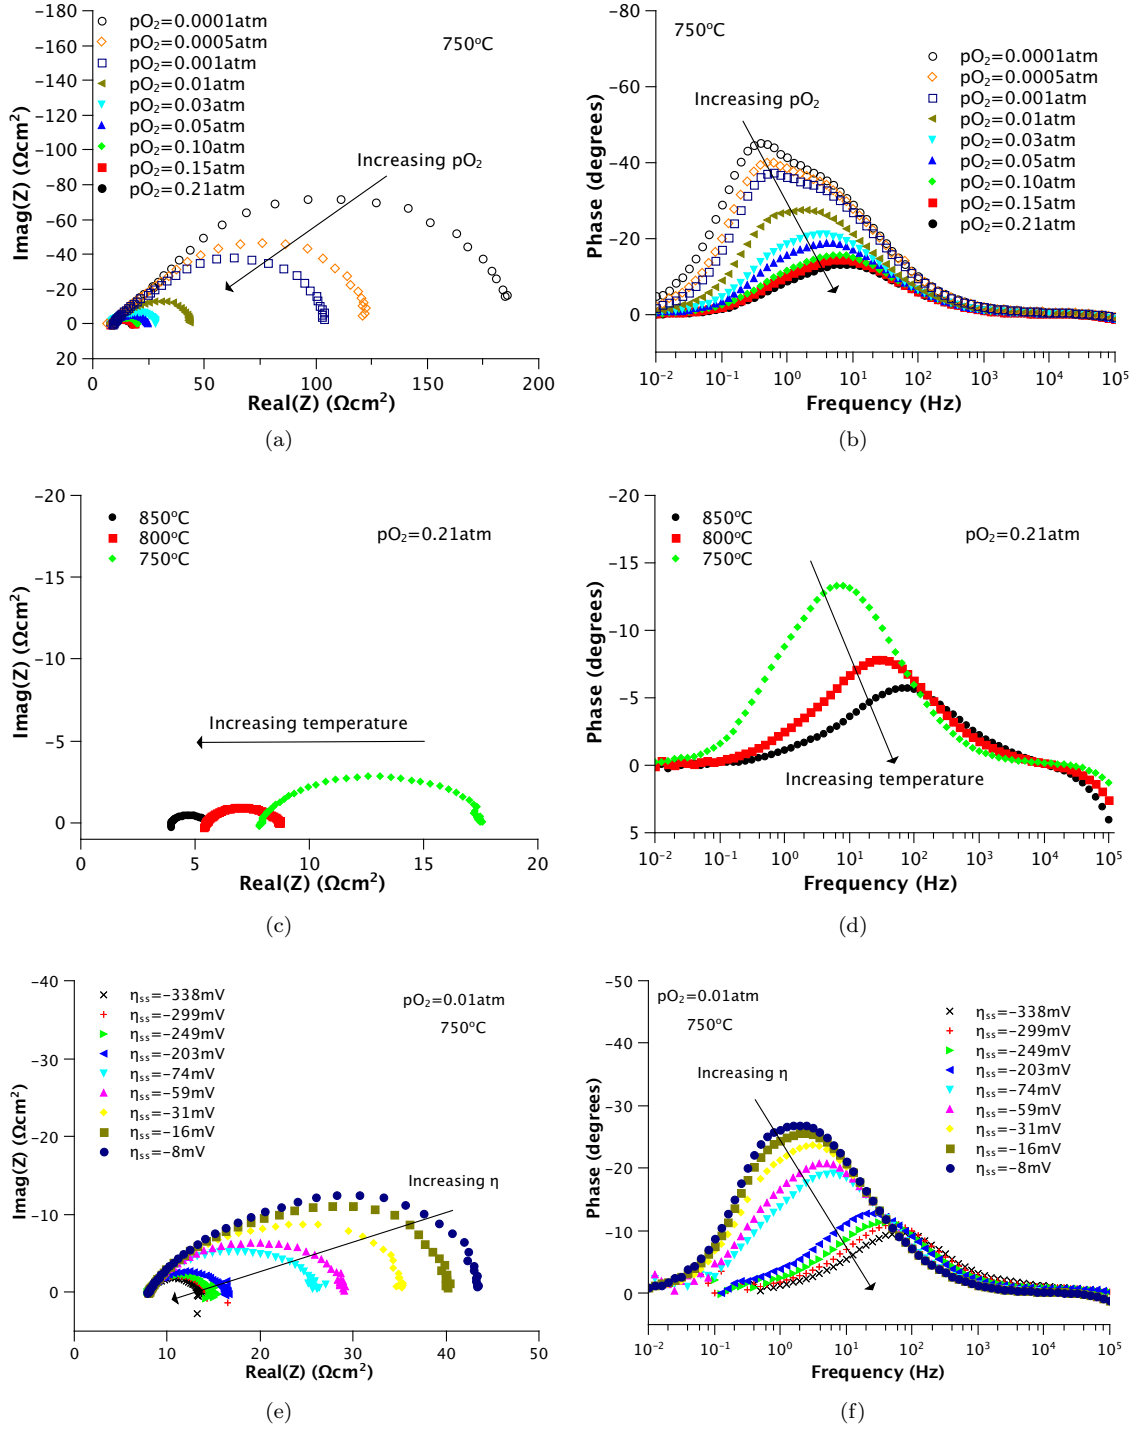 -180
-160
-140
-120
-100
-80
-60
-40
-20
0
20
Imag(Z) (Ωcm²)
pO₂=0.0001atm
pO₂=0.0005atm
pO₂=0.001atm
pO₂=0.01atm
pO₂=0.03atm
pO₂=0.05atm
pO₂=0.10atm
pO₂=0.15atm
pO₂=0.21atm
750°C
Increasing pO₂
0 50 100 150 200
Real(Z) (Ωcm²)
(a)
-80
-60
-40
-20
0
Phase (degrees)
750°C
Increasing pO₂
pO₂=0.0001atm
pO₂=0.0005atm
pO₂=0.001atm
pO₂=0.01atm
pO₂=0.03atm
pO₂=0.05atm
pO₂=0.10atm
pO₂=0.15atm
pO₂=0.21atm
10⁻² 10⁻¹ 10⁰ 10¹ 10² 10³ 10⁴ 10⁵
Frequency (Hz)
(b)
-20
-15
-10
-5
0
Imag(Z) (Ωcm²)
850°C
800°C
750°C
pO₂=0.21atm
Increasing temperature
0 5 10 15 20
Real(Z) (Ωcm²)
(c)
-20
-15
-10
-5
0
5
Phase (degrees)
850°C
800°C
750°C
pO₂=0.21atm
Increasing temperature
10⁻² 10⁻¹ 10⁰ 10¹ 10² 10³ 10⁴ 10⁵
Frequency (Hz)
(d)
-40
-30
-20
-10
0
Imag(Z) (Ωcm²)
ηss=-338mV
ηss=-299mV
ηss=-249mV
ηss=-203mV
ηss=-74mV
ηss=-59mV
ηss=-31mV
ηss=-16mV
ηss=-8mV
pO₂=0.01atm
750°C
Increasing η
0 10 20 30 40 50
Real(Z) (Ωcm²)
(e)
-50
-40
-30
-20
-10
0
Phase (degrees)
pO₂=0.01atm
750°C
Increasing η
ηss=-338mV
ηss=-299mV
ηss=-249mV
ηss=-203mV
ηss=-74mV
ηss=-59mV
ηss=-31mV
ηss=-16mV
ηss=-8mV
10⁻² 10⁻¹ 10⁰ 10¹ 10² 10³ 10⁴ 10⁵
Frequency (Hz)
(f)